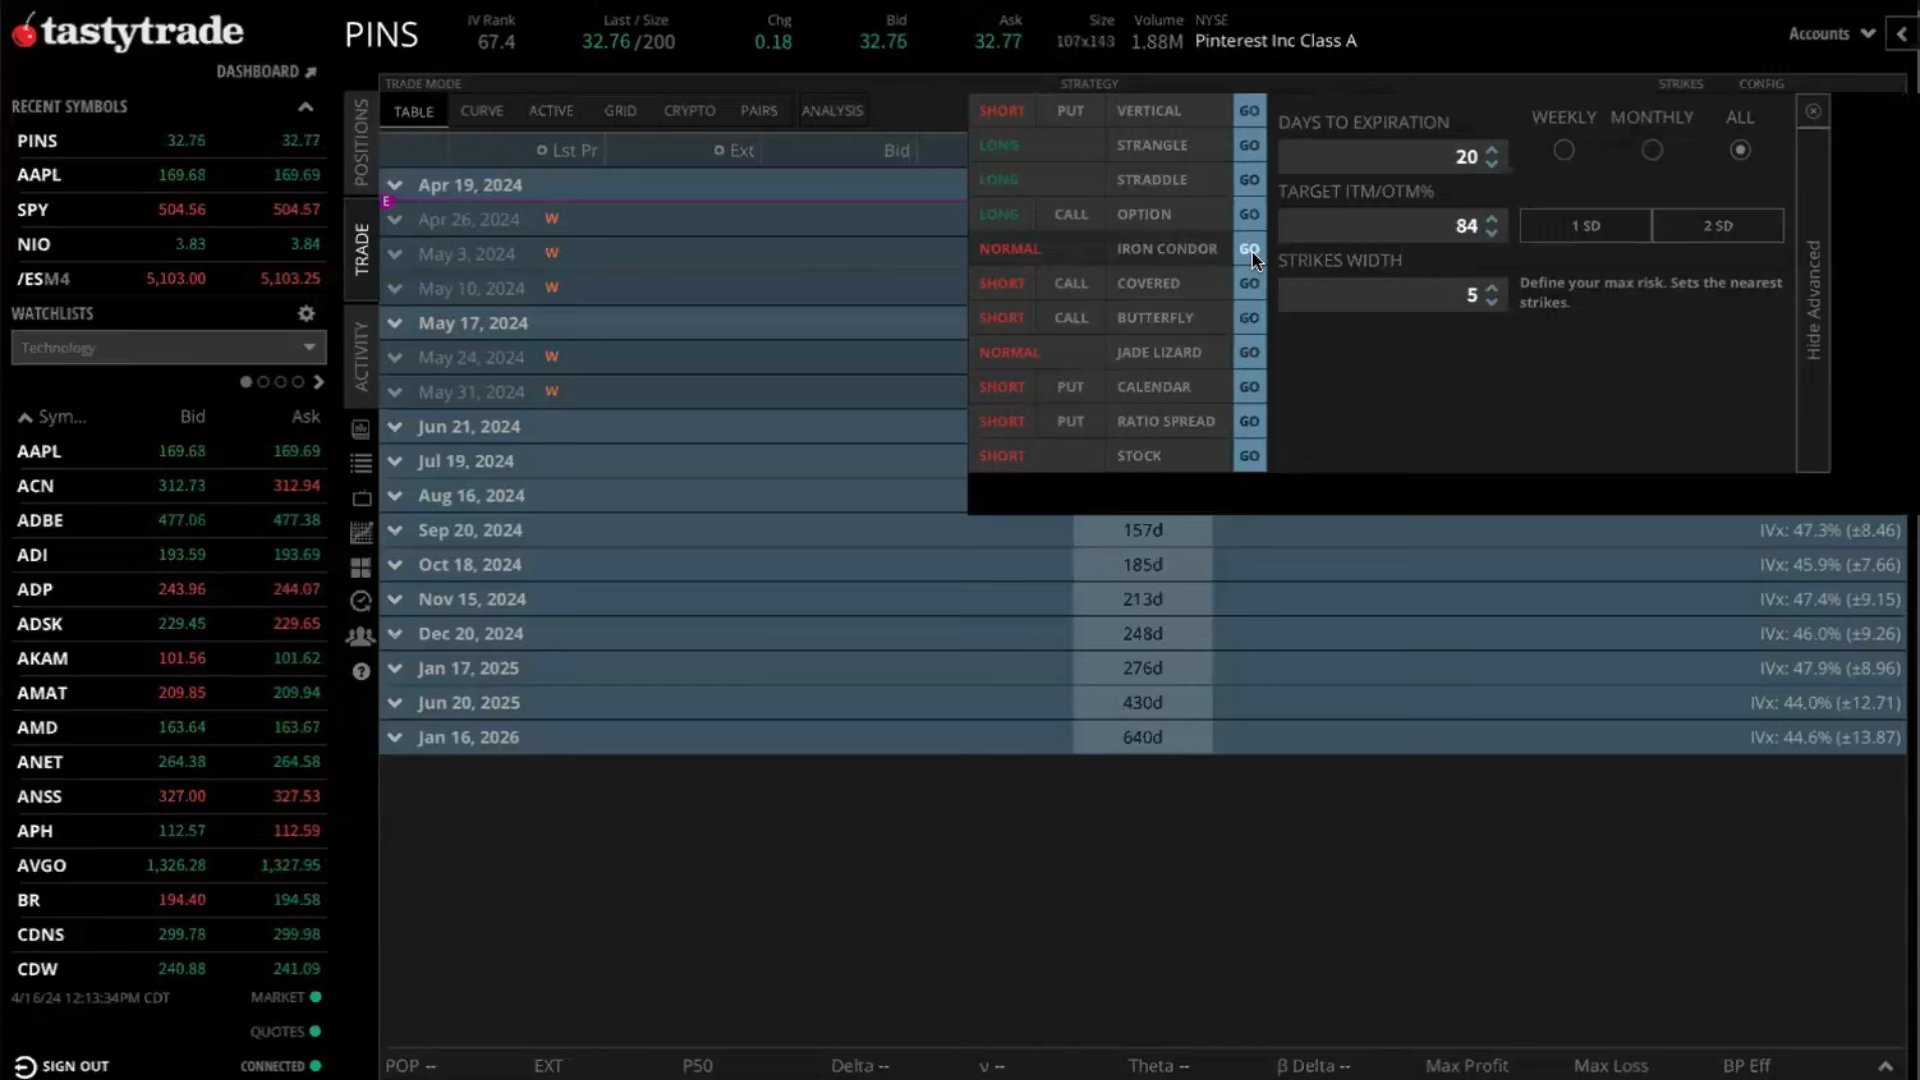 tastytrade
DASHBOARD
PINS
IV Rank
67.4
Last / Size
32.76 /200
Chg
0.18
Bid
32.76
Ask
32.77
Size
107x143
Volume
1.88M
NYSE
Pinterest Inc Class A
Accounts
RECENT SYMBOLS
PINS 32.76 32.77
AAPL 169.68 169.69
SPY 504.56 504.57
NIO 3.83 3.84
/ESM4 5,103.00 5,103.25
WATCHLISTS
Technology
Sym... Bid Ask
AAPL 169.68 169.69
ACN 312.73 312.94
ADBE 477.06 477.38
ADI 193.59 193.69
ADP 243.96 244.07
ADSK 229.45 229.65
AKAM 101.56 101.62
AMAT 209.85 209.94
AMD 163.64 163.67
ANET 264.38 264.58
ANSS 327.00 327.53
APH 112.57 112.59
AVGO 1,326.28 1,327.95
BR 194.40 194.58
CDNS 299.78 299.98
CDW 240.88 241.09
4/16/24 12:13:34PM CDT MARKET
QUOTES
SIGN OUT CONNECTED
POSITIONS
TRADE
ACTIVITY
TRADE MODE STRATEGY STRIKES CONFIG
TABLE CURVE ACTIVE GRID CRYPTO PAIRS ANALYSIS
Lst Pr Ext Bid
Apr 19, 2024
E
Apr 26, 2024 W
May 3, 2024 W
May 10, 2024 W
May 17, 2024
May 24, 2024 W
May 31, 2024 W
Jun 21, 2024
Jul 19, 2024
Aug 16, 2024
Sep 20, 2024 157d IVx: 47.3% (±8.46)
Oct 18, 2024 185d IVx: 45.9% (±7.66)
Nov 15, 2024 213d IVx: 47.4% (±9.15)
Dec 20, 2024 248d IVx: 46.0% (±9.26)
Jan 17, 2025 276d IVx: 47.9% (±8.96)
Jun 20, 2025 430d IVx: 44.0% (±12.71)
Jan 16, 2026 640d IVx: 44.6% (±13.87)
SHORT PUT VERTICAL GO
LONG STRANGLE GO
LONG STRADDLE GO
LONG CALL OPTION GO
NORMAL IRON CONDOR GO
SHORT CALL COVERED GO
SHORT CALL BUTTERFLY GO
NORMAL JADE LIZARD GO
SHORT PUT CALENDAR GO
SHORT PUT RATIO SPREAD GO
SHORT STOCK GO
DAYS TO EXPIRATION
20
WEEKLY MONTHLY ALL
TARGET ITM/OTM%
84
1 SD 2 SD
STRIKES WIDTH
5
Define your max risk. Sets the nearest
strikes.
Hide Advanced
POP -- EXT P50 Delta -- ν -- Theta -- β Delta -- Max Profit Max Loss BP Eff